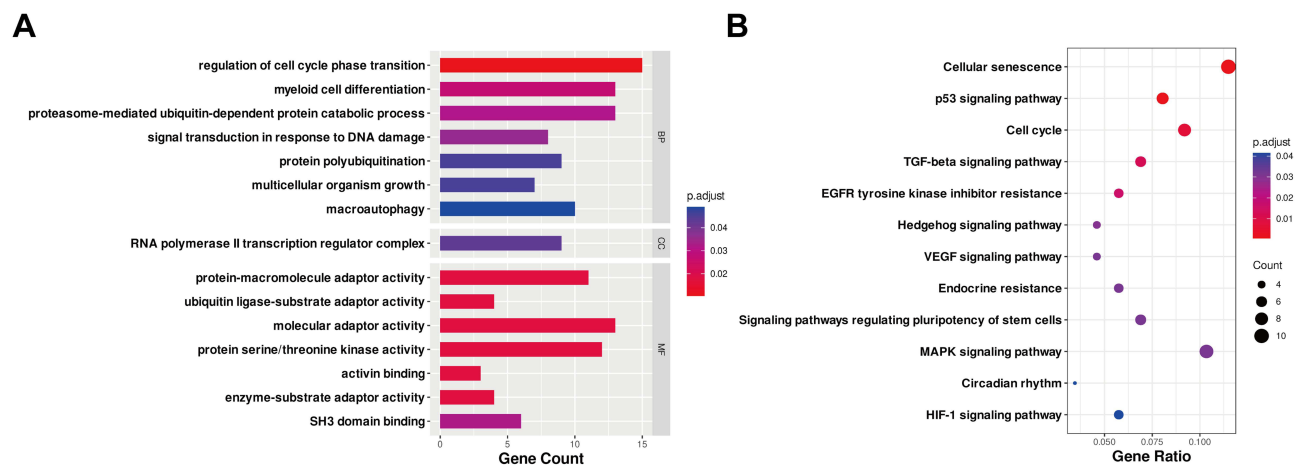 A
regulation of cell cycle phase transition
myeloid cell differentiation
proteasome-mediated ubiquitin-dependent protein catabolic process
signal transduction in response to DNA damage
protein polyubiquitination
multicellular organism growth
macroautophagy
BP
RNA polymerase II transcription regulator complex
CC
protein-macromolecule adaptor activity
ubiquitin ligase-substrate adaptor activity
molecular adaptor activity
protein serine/threonine kinase activity
activin binding
enzyme-substrate adaptor activity
SH3 domain binding
MF
0 5 10 15
Gene Count
p.adjust
0.04
0.02
B
Cellular senescence
p53 signaling pathway
Cell cycle
TGF-beta signaling pathway
EGFR tyrosine kinase inhibitor resistance
Hedgehog signaling pathway
VEGF signaling pathway
Endocrine resistance
Signaling pathways regulating pluripotency of stem cells
MAPK signaling pathway
Circadian rhythm
HIF-1 signaling pathway
0.050 0.075 0.100
Gene Ratio
p.adjust
0.04
0.03
0.02
0.01
Count
4
6
8
10